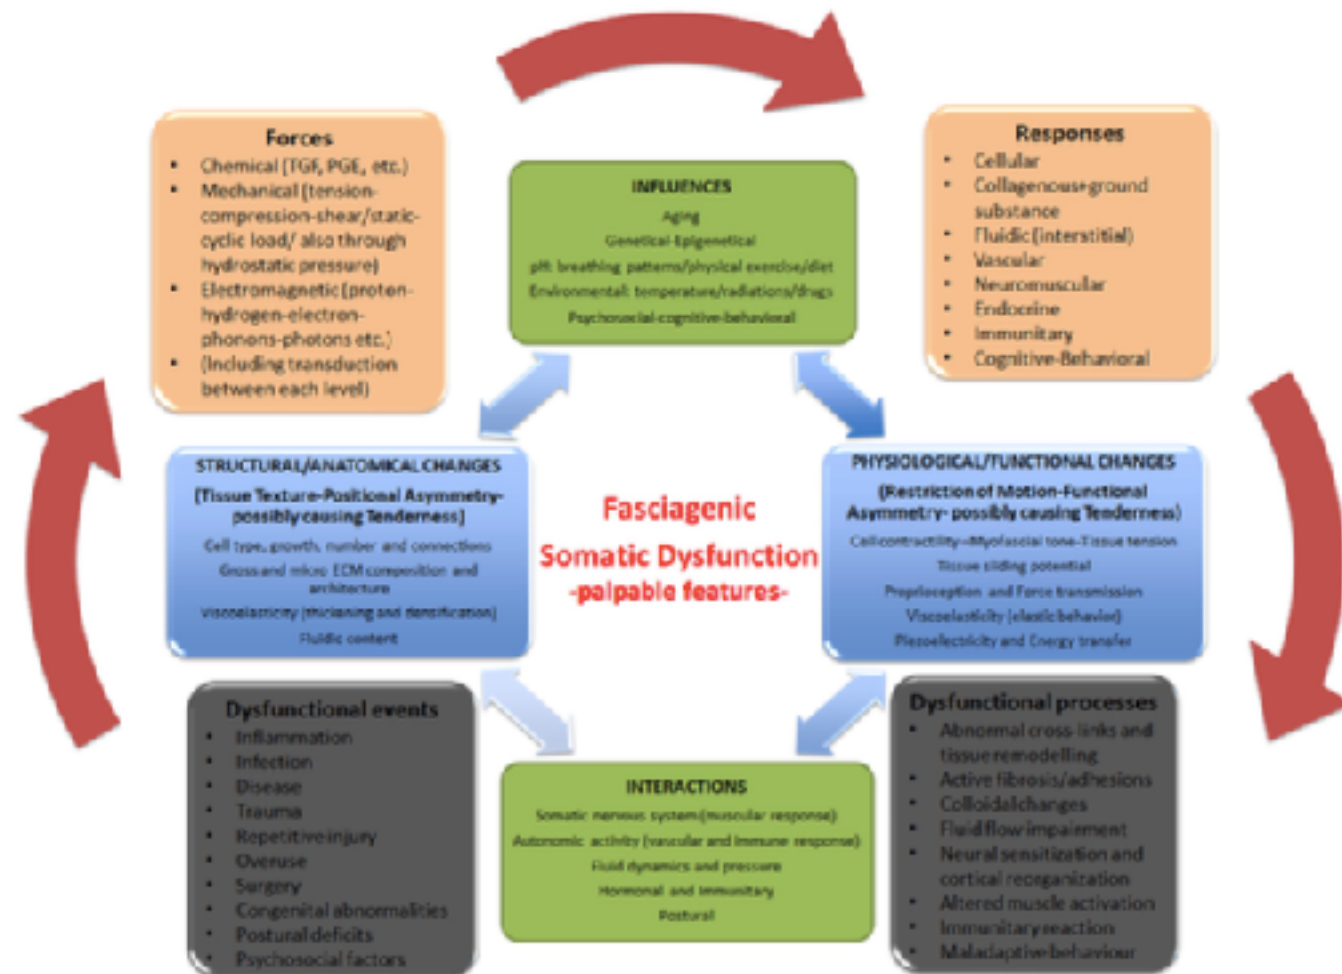 Forces
• Chemical (TGF, PGE, etc.)
• Mechanical (tension-
compression-shear/static-
cyclic load/ also through
hydrostatic pressure)
• Electromagnetic (proton-
hydrogen-electron-
phonons-photons etc.)
• (Including transduction
between each level)
INFLUENCES
Aging
Genetical-Epigenetical
pH: breathing patterns/physical exercise/diet
Environmental: temperature/radiations/drugs
Psychosocial-cognitive-behavioral
Responses
• Cellular
• Collagenous+ground
substance
• Fluidic (interstitial)
• Vascular
• Neuromuscular
• Endocrine
• Immunitary
• Cognitive-Behavioral
STRUCTURAL/ANATOMICAL CHANGES
(Tissue Texture-Positional Asymmetry-
possibly causing Tenderness)
Cell type, growth, number and connections
Gross and micro ECM composition and
architecture
Viscoelasticity (thickening and densification)
Fluidic content
Fasciagenic
Somatic Dysfunction
-palpable features-
PHYSIOLOGICAL/FUNCTIONAL CHANGES
(Restriction of Motion-Functional
Asymmetry- possibly causing Tenderness)
Cell contractility-Myofascial tone-Tissue tension
Tissue sliding potential
Proprioception and Force transmission
Viscoelasticity (elastic behavior)
Piezoelectricity and Energy transfer
Dysfunctional events
• Inflammation
• Infection
• Disease
• Trauma
• Repetitive injury
• Overuse
• Surgery
• Congenital abnormalities
• Postural deficits
• Psychosocial factors
INTERACTIONS
Somatic nervous system (muscular response)
Autonomic activity (vascular and immune response)
Fluid dynamics and pressure
Hormonal and Immunitary
Postural
Dysfunctional processes
• Abnormal cross-links and
tissue remodelling
• Active fibrosis/adhesions
• Colloidal changes
• Fluid flow impairment
• Neural sensitization and
cortical reorganization
• Altered muscle activation
• Immunitary reaction
• Maladaptive behaviour